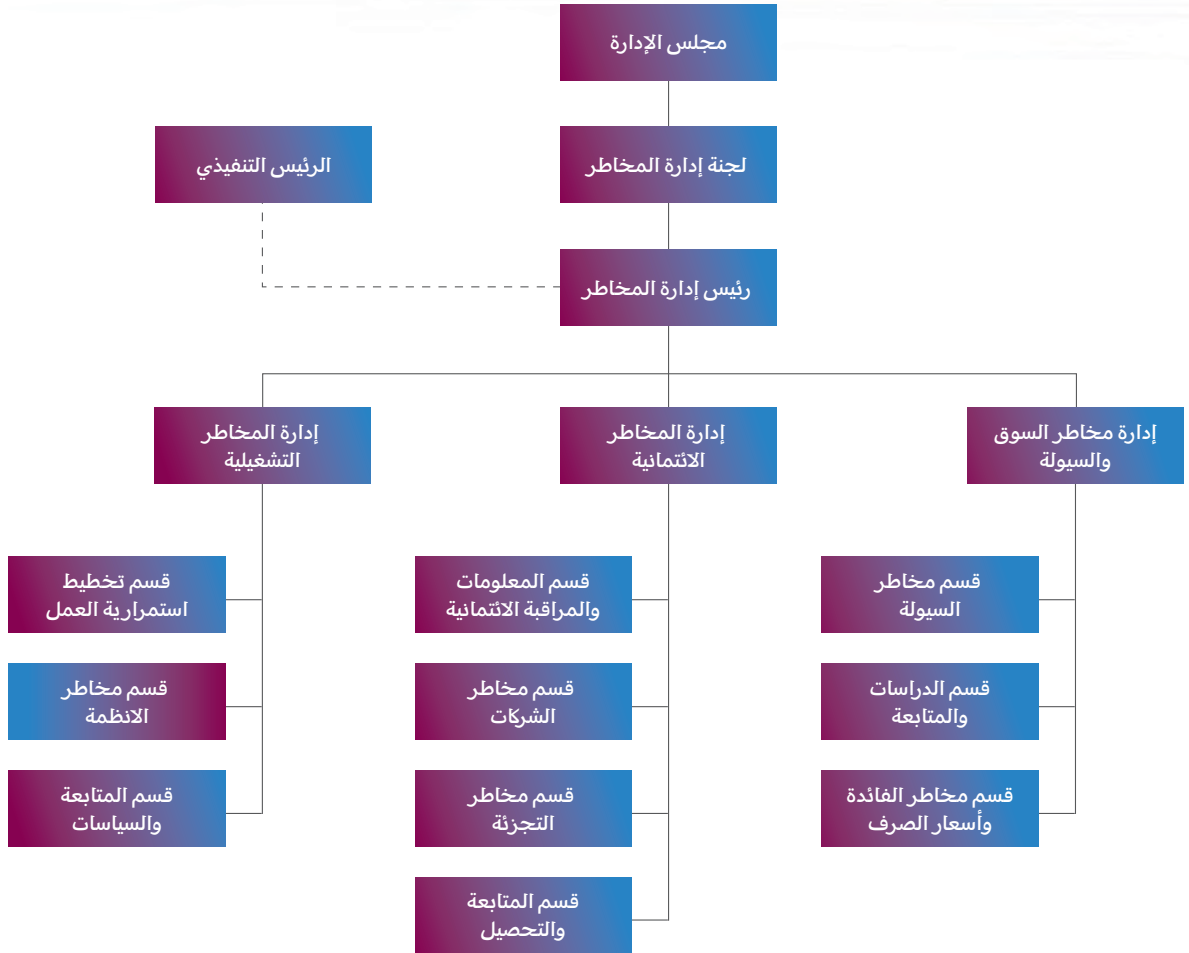 مجلس الإدارة
لجنة إدارة المخاطر
الرئيس التنفيذي
رئيس إدارة المخاطر
إدارة مخاطر السوق
والسيولة
إدارة المخاطر
الائتمانية
إدارة المخاطر
التشغيلية
قسم مخاطر
السيولة
قسم الدراسات
والمتابعة
قسم مخاطر الفائدة
وأسعار الصرف
قسم المعلومات
والمراقبة الائتمانية
قسم مخاطر
الشركات
قسم مخاطر
التجزئة
قسم المتابعة
والتحصيل
قسم تخطيط
استمرارية العمل
قسم مخاطر
الانظمة
قسم المتابعة
والسياسات